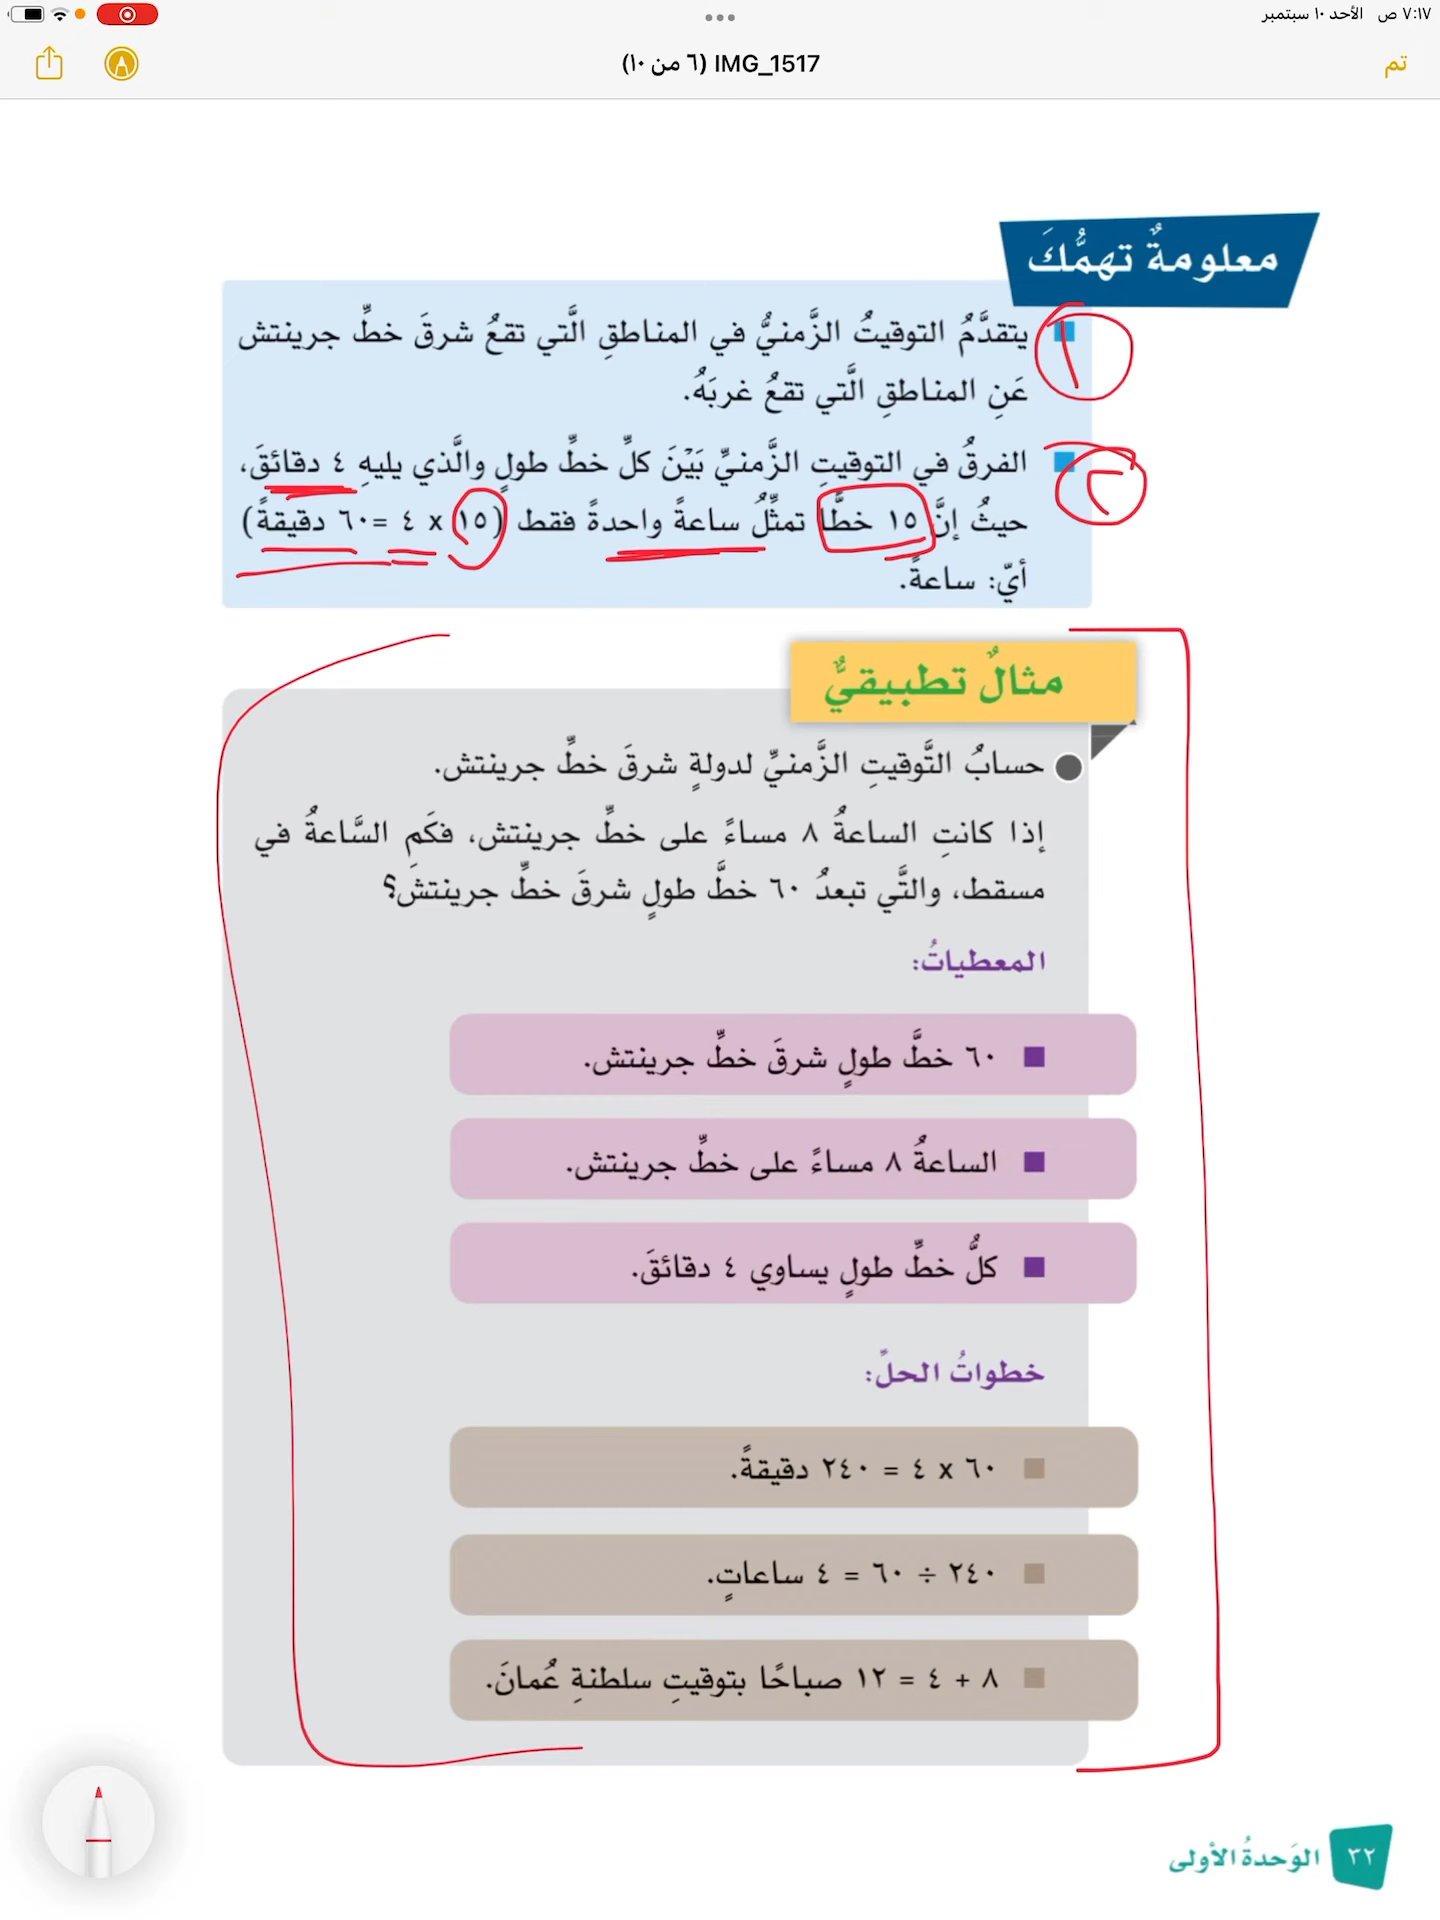 ٧:١٧ ص الأحد ١٠ سبتمبر
تم
IMG_1517 (٦ من ١٠)
معلومةٌ تهمُّكَ
١
يتقدَّمُ التوقيتُ الزَّمنيُّ في المناطقِ الَّتي تقعُ شرقَ خطِّ جرينتش
عَنِ المناطقِ الَّتي تقعُ غربَهُ.
٢
الفرقُ في التوقيتِ الزَّمنيِّ بَيْنَ كلِّ خطِّ طولٍ والَّذي يليهِ ٤ دقائقَ،
حيثُ إنَّ ١٥ خطًّا تمثِّلُ ساعةً واحدةً فقط (١٥ x ٤ =٦٠ دقيقةً)
أيّ: ساعةً.
مثالٌ تطبيقيٌّ
حسابُ التَّوقيتِ الزَّمنيِّ لدولةٍ شرقَ خطِّ جرينتش.
إذا كانتِ الساعةُ ٨ مساءً على خطِّ جرينتش، فكَم السَّاعةُ في
مسقط، والتَّي تبعدُ ٦٠ خطَّ طولٍ شرقَ خطِّ جرينتشَ؟
المعطياتُ:
٦٠ خطَّ طولٍ شرقَ خطِّ جرينتش.
الساعةُ ٨ مساءً على خطِّ جرينتش.
كلُّ خطِّ طولٍ يساوي ٤ دقائقَ.
خطواتُ الحلِّ:
٦٠ x ٤ = ٢٤٠ دقيقةً.
٢٤٠ ÷ ٦٠ = ٤ ساعاتٍ.
٨ + ٤ = ١٢ صباحًا بتوقيتِ سلطنةِ عُمانَ.
٣٢ الوَحدةُ الأولى